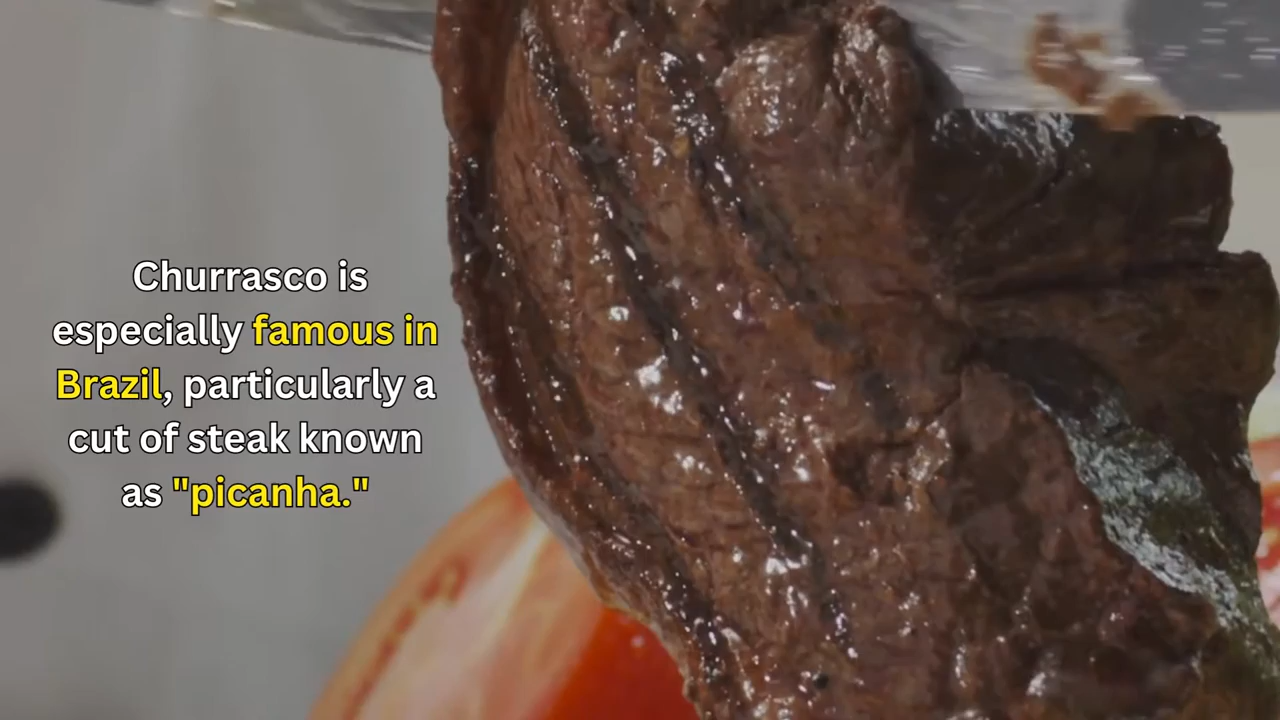 Churrasco is
especially famous in
Brazil, particularly a
cut of steak known
as "picanha."